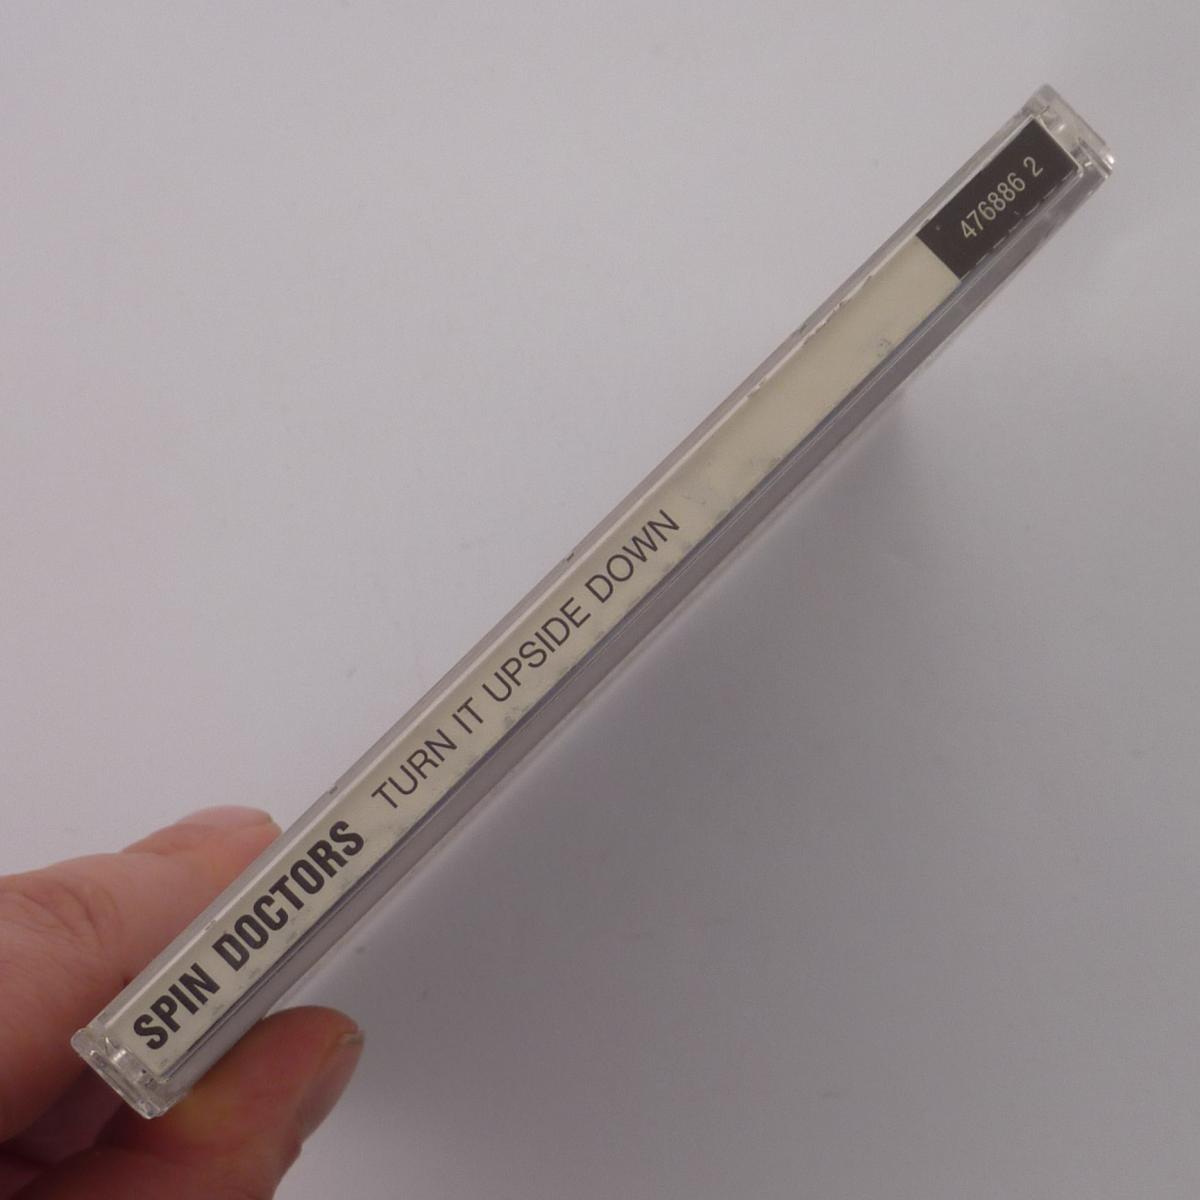 SPIN DOCTORS TURN IT UPSIDE DOWN 476886 2